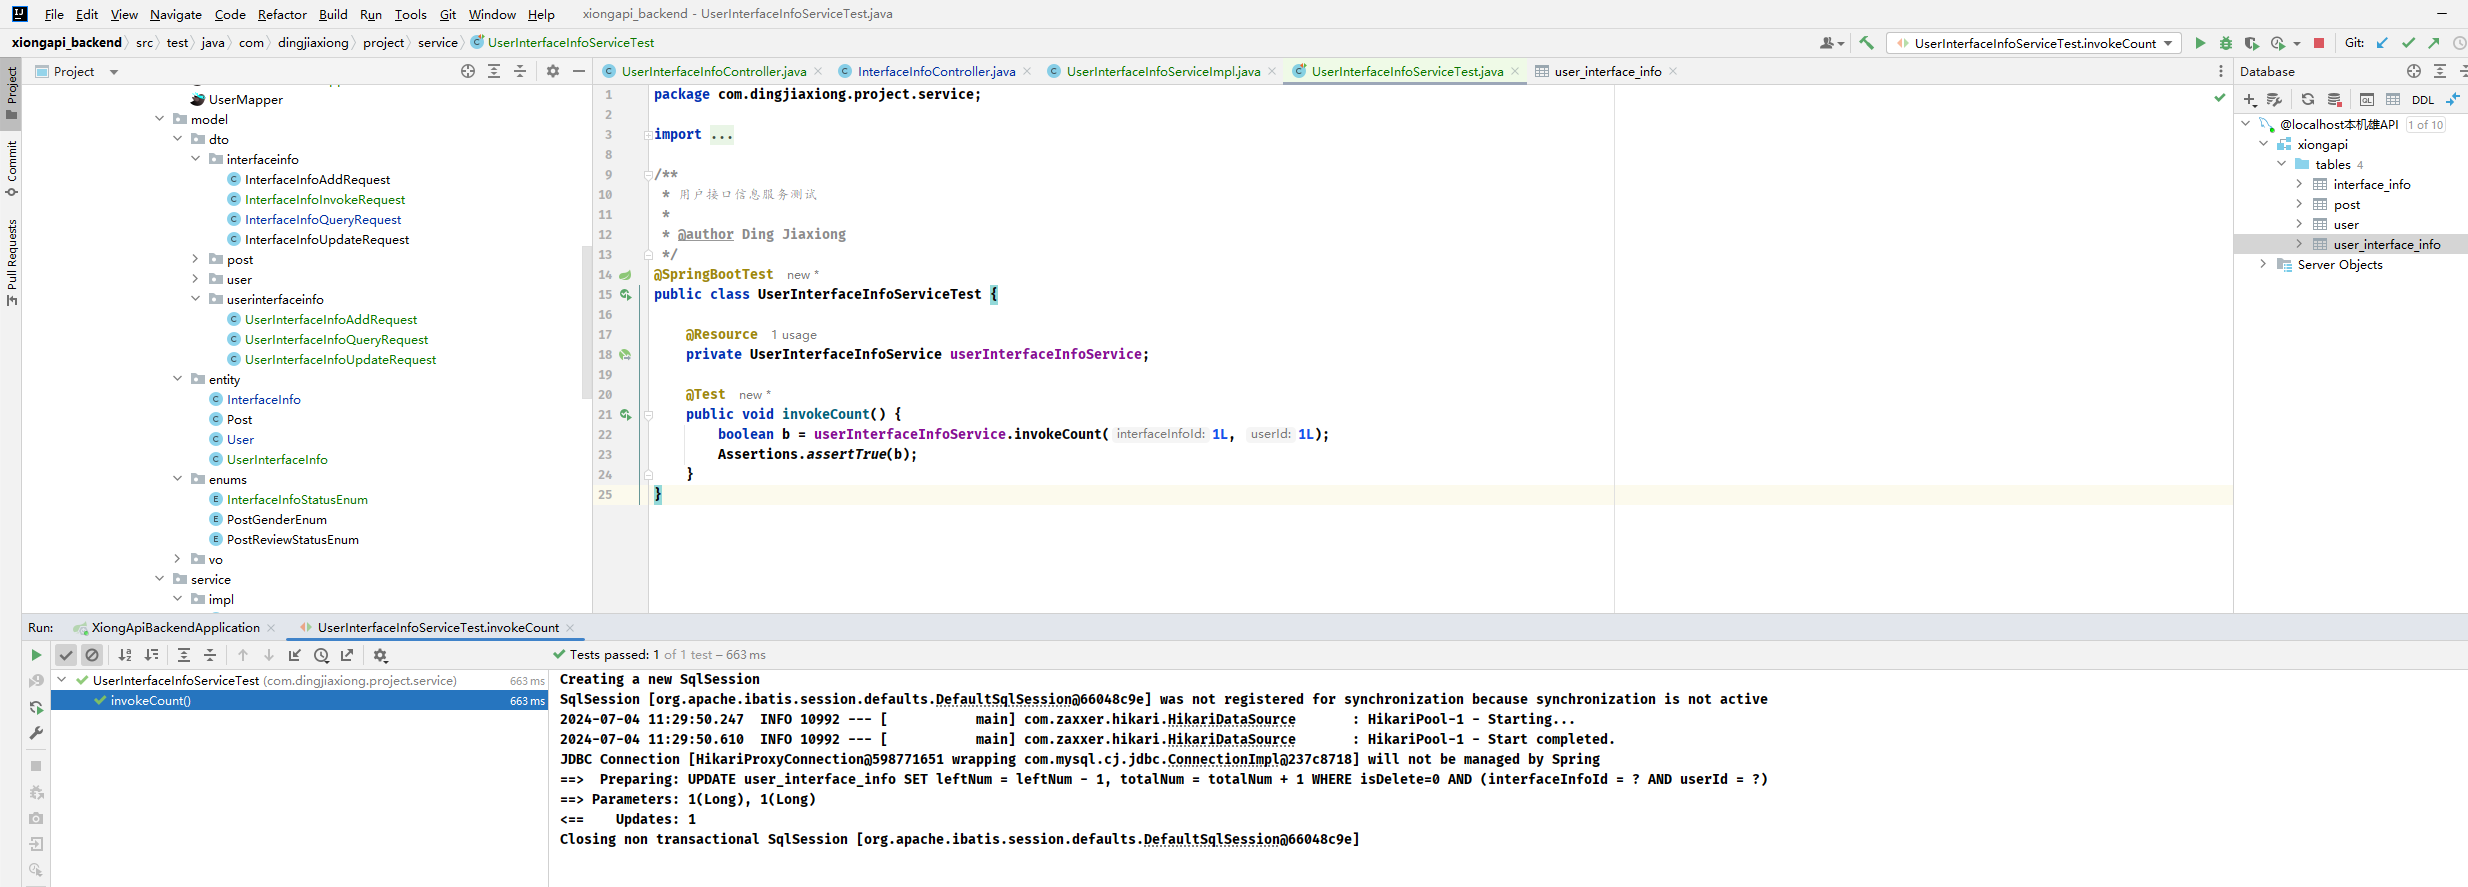 File Edit View Navigate Code Refactor Build Run Tools Git Window Help xiongapi_backend - UserInterfaceInfoServiceTest.java
xiongapi_backend src test java com dingjiaxiong project service UserInterfaceInfoServiceTest
UserInterfaceInfoServiceTest.invokeCount Git:
Project
Commit
Pull Requests
Project
UserMapper
model
dto
interfaceinfo
InterfaceInfoAddRequest
InterfaceInfoInvokeRequest
InterfaceInfoQueryRequest
InterfaceInfoUpdateRequest
post
user
userinterfaceinfo
UserInterfaceInfoAddRequest
UserInterfaceInfoQueryRequest
UserInterfaceInfoUpdateRequest
entity
InterfaceInfo
Post
User
UserInterfaceInfo
enums
InterfaceInfoStatusEnum
PostGenderEnum
PostReviewStatusEnum
vo
service
impl
UserInterfaceInfoController.java InterfaceInfoController.java UserInterfaceInfoServiceImpl.java UserInterfaceInfoServiceTest.java user_interface_info
1 package com.dingjiaxiong.project.service;
2
3 import ...
8
9 /**
10 * 用户接口信息服务测试
11 *
12 * @author Ding Jiaxiong
13 */
14 @SpringBootTest new *
15 public class UserInterfaceInfoServiceTest {
16
17 @Resource 1 usage
18 private UserInterfaceInfoService userInterfaceInfoService;
19
20 @Test new *
21 public void invokeCount() {
22 boolean b = userInterfaceInfoService.invokeCount( interfaceInfoId: 1L, userId: 1L);
23 Assertions.assertTrue(b);
24 }
25 }
Database
DDL
@localhost本机雄API 1 of 10
xiongapi
tables 4
interface_info
post
user
user_interface_info
Server Objects
Run: XiongApiBackendApplication UserInterfaceInfoServiceTest.invokeCount
Tests passed: 1 of 1 test – 663 ms
UserInterfaceInfoServiceTest (com.dingjiaxiong.project.service) 663 ms
invokeCount() 663 ms
Creating a new SqlSession
SqlSession [org.apache.ibatis.session.defaults.DefaultSqlSession@66048c9e] was not registered for synchronization because synchronization is not active
2024-07-04 11:29:50.247 INFO 10992 --- [ main] com.zaxxer.hikari.HikariDataSource : HikariPool-1 - Starting...
2024-07-04 11:29:50.610 INFO 10992 --- [ main] com.zaxxer.hikari.HikariDataSource : HikariPool-1 - Start completed.
JDBC Connection [HikariProxyConnection@598771651 wrapping com.mysql.cj.jdbc.ConnectionImpl@237c8718] will not be managed by Spring
==> Preparing: UPDATE user_interface_info SET leftNum = leftNum - 1, totalNum = totalNum + 1 WHERE isDelete=0 AND (interfaceInfoId = ? AND userId = ?)
==> Parameters: 1(Long), 1(Long)
<== Updates: 1
Closing non transactional SqlSession [org.apache.ibatis.session.defaults.DefaultSqlSession@66048c9e]